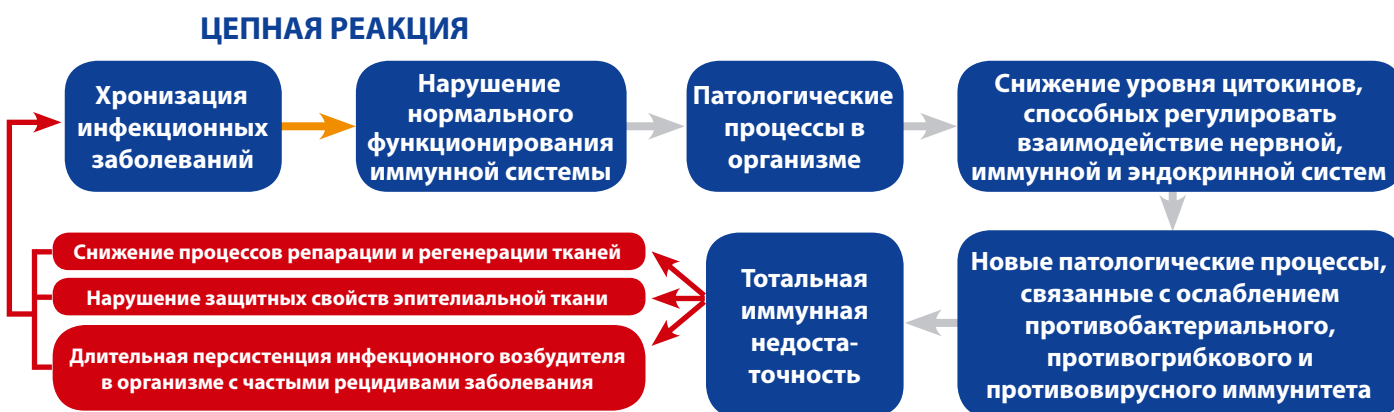 ЦЕПНАЯ РЕАКЦИЯ
Хронизация
инфекционных
заболеваний
Нарушение
нормального
функционирования
иммунной системы
Патологические
процессы в
организме
Снижение уровня цитокинов,
способных регулировать
взаимодействие нервной,
иммунной и эндокринной систем
Новые патологические процессы,
связанные с ослаблением
противобактериального,
противогрибкового и
противовирусного иммунитета
Тотальная
иммунная
недоста-
точность
Снижение процессов репарации и регенерации тканей
Нарушение защитных свойств эпителиальной ткани
Длительная персистенция инфекционного возбудителя
в организме с частыми рецидивами заболевания